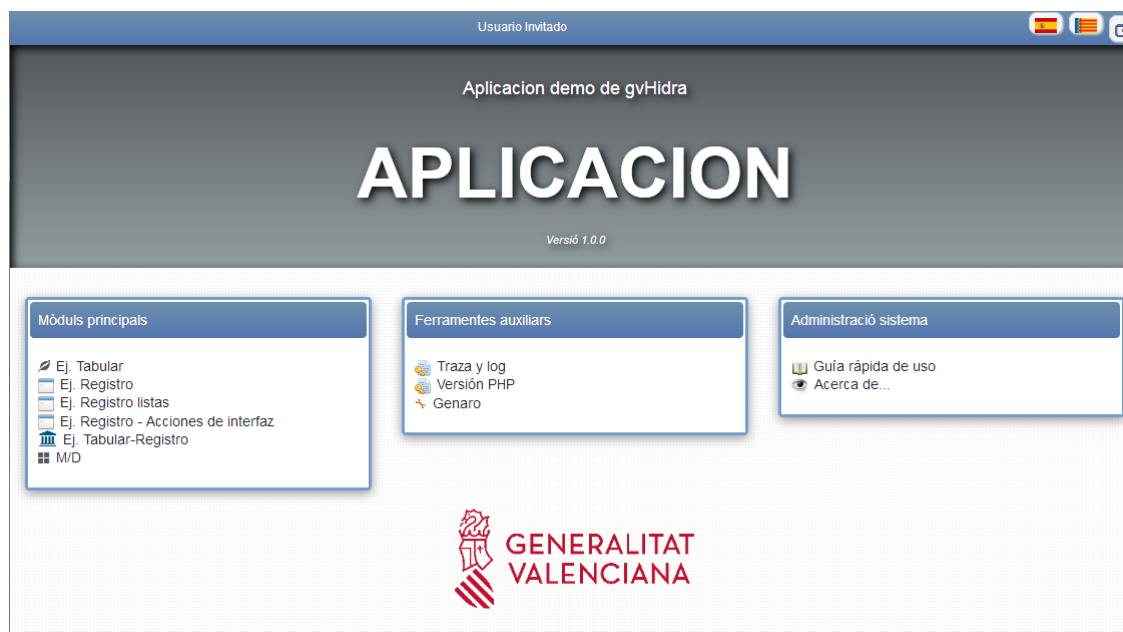 Usuario Invitado
Aplicacion demo de gvHidra
APLICACION
Versió 1.0.0
Mòduls principals
Ej. Tabular
Ej. Registro
Ej. Registro listas
Ej. Registro - Acciones de interfaz
Ej. Tabular-Registro
M/D
Ferramentes auxiliars
Traza y log
Versión PHP
Genaro
Administració sistema
Guía rápida de uso
Acerca de...
GENERALITAT
VALENCIANA